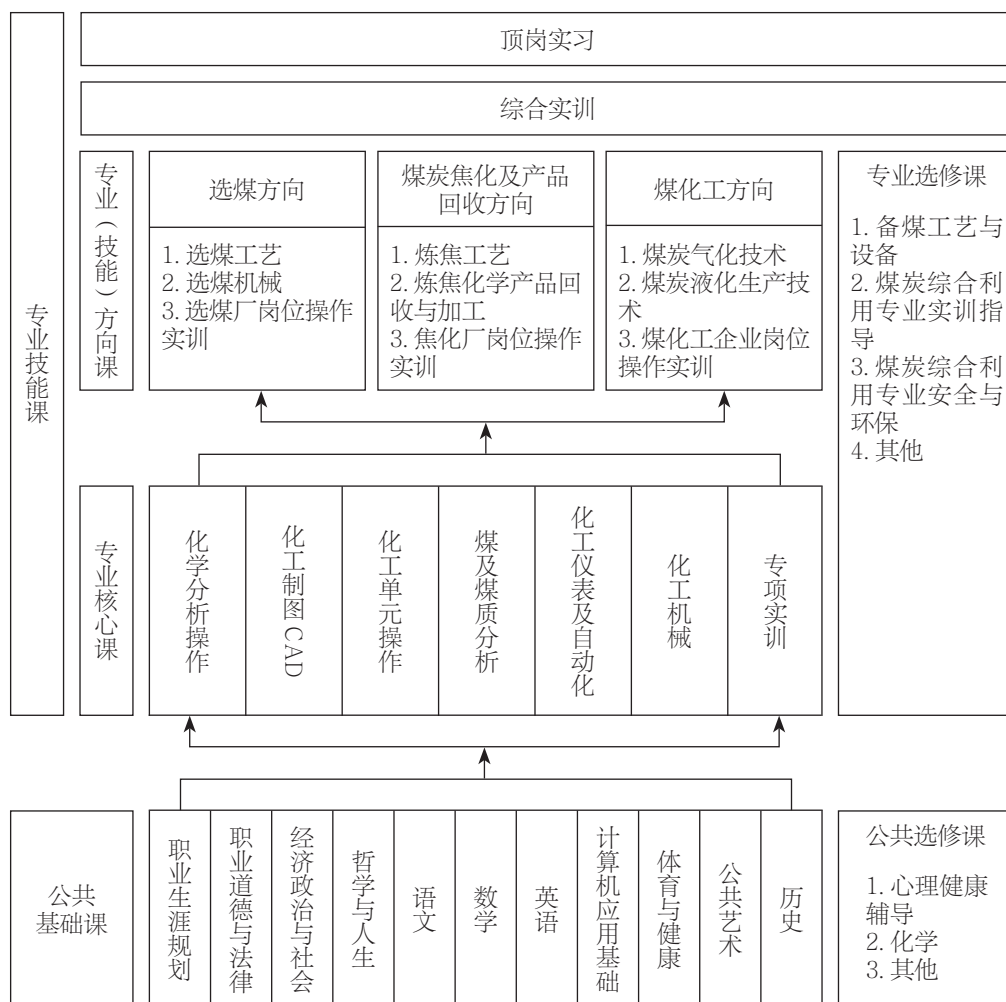 顶岗实习
综合实训
专业技能课
专业（技能）方向课
选煤方向
1. 选煤工艺
2. 选煤机械
3. 选煤厂岗位操作
实训
煤炭焦化及产品
回收方向
1. 炼焦工艺
2. 炼焦化学产品回
收与加工
3. 焦化厂岗位操作
实训
煤化工方向
1. 煤炭气化技术
2. 煤炭液化生产技
术
3. 煤化工企业岗位
操作实训
专业选修课
1. 备煤工艺与
设备
2. 煤炭综合利
用专业实训指
导
3. 煤炭综合利
用专业安全与
环保
4. 其他
专业核心课
化学分析操作
化工制图CAD
化工单元操作
煤及煤质分析
化工仪表及自动化
化工机械
专项实训
公共
基础课
职业生涯规划
职业道德与法律
经济政治与社会
哲学与人生
语文
数学
英语
计算机应用基础
体育与健康
公共艺术
历史
公共选修课
1. 心理健康
辅导
2. 化学
3. 其他